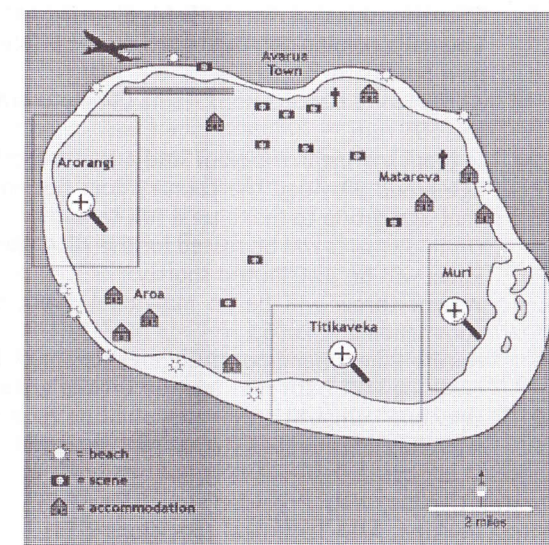 Avarua
Town
Arorangi
Matareva
Muri
Aroa
Titikaveka
= beach
= scene
= accommodation
2 miles